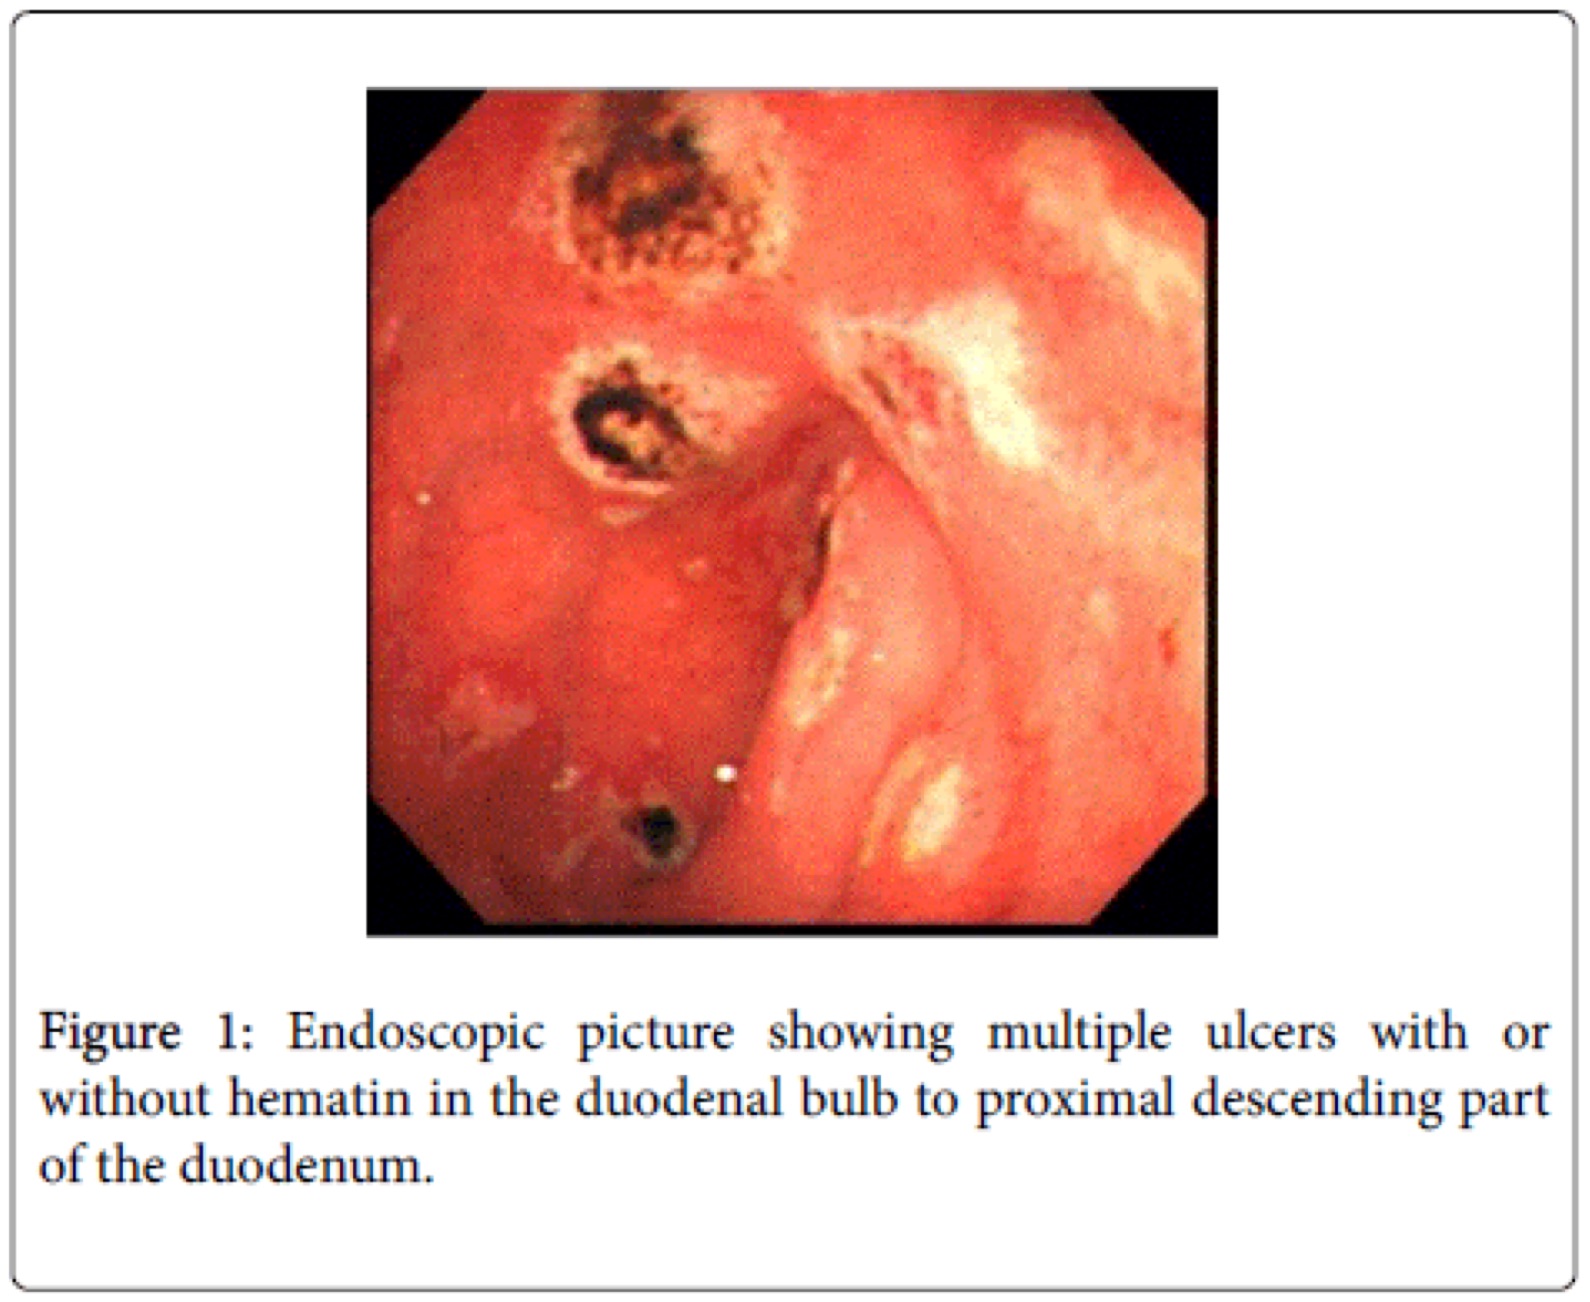 Figure 1: Endoscopic picture showing multiple ulcers with or
without hematin in the duodenal bulb to proximal descending part
of the duodenum.